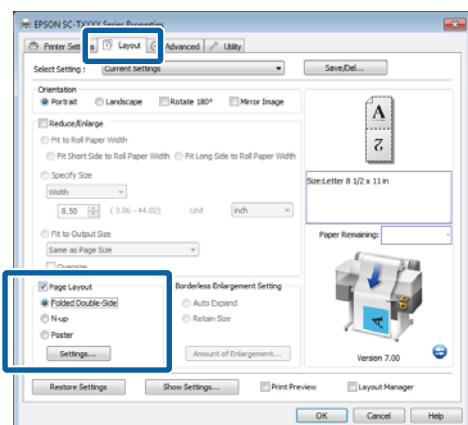 EPSON SC-TXXXX Series Properties
Printer Sett s Layout Advanced Utility
Select Setting : Current Settings Save/Del...
Orientation
Portrait Landscape Rotate 180° Mirror Image
Reduce/Enlarge
Fit to Roll Paper Width
Fit Short Side to Roll Paper Width Fit Long Side to Roll Paper Width
Specify Size
Width
8.50 ( 3.86 - 44.02) Unit inch
Fit to Output Size
Same as Page Size
Oversize
A
2
Size:Letter 8 1/2 x 11 in
Paper Remaining:
Page Layout
Folded Double-Side
N-up
Poster
Settings...
Borderless Enlargement Setting
Auto Expand
Retain Size
Amount of Enlargement...
Version 7.00
Restore Settings Show Settings... Print Preview Layout Manager
OK Cancel Help